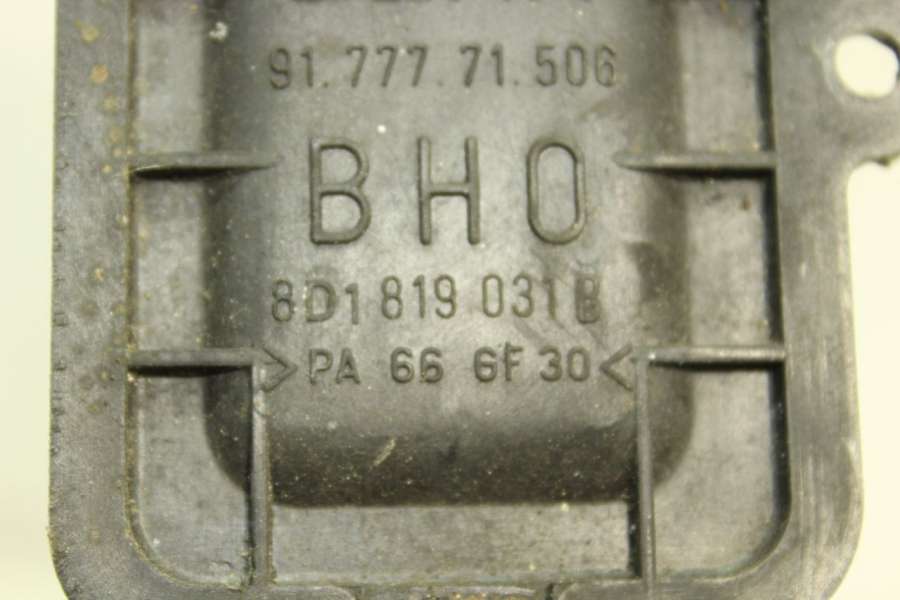 91.777.71.506
BHO
8D1 819 031 B
>PA 66 GF 30<